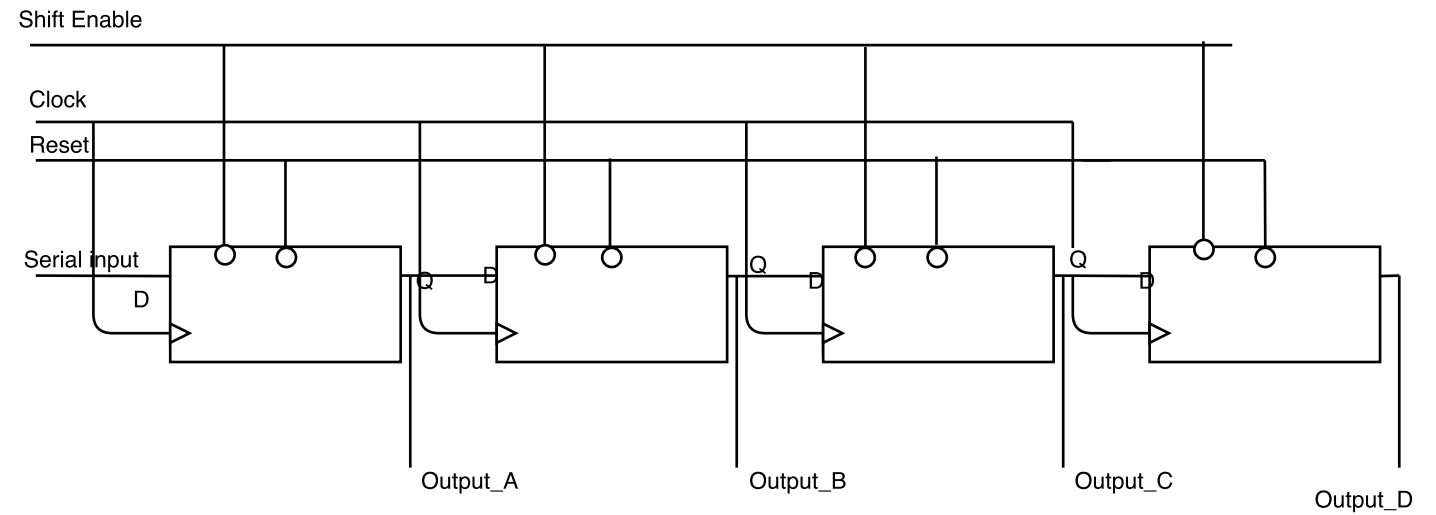 Shift Enable
Clock
Reset
Serial input
D
Q
D
Q
D
Q
D
Output_A
Output_B
Output_C
Output_D